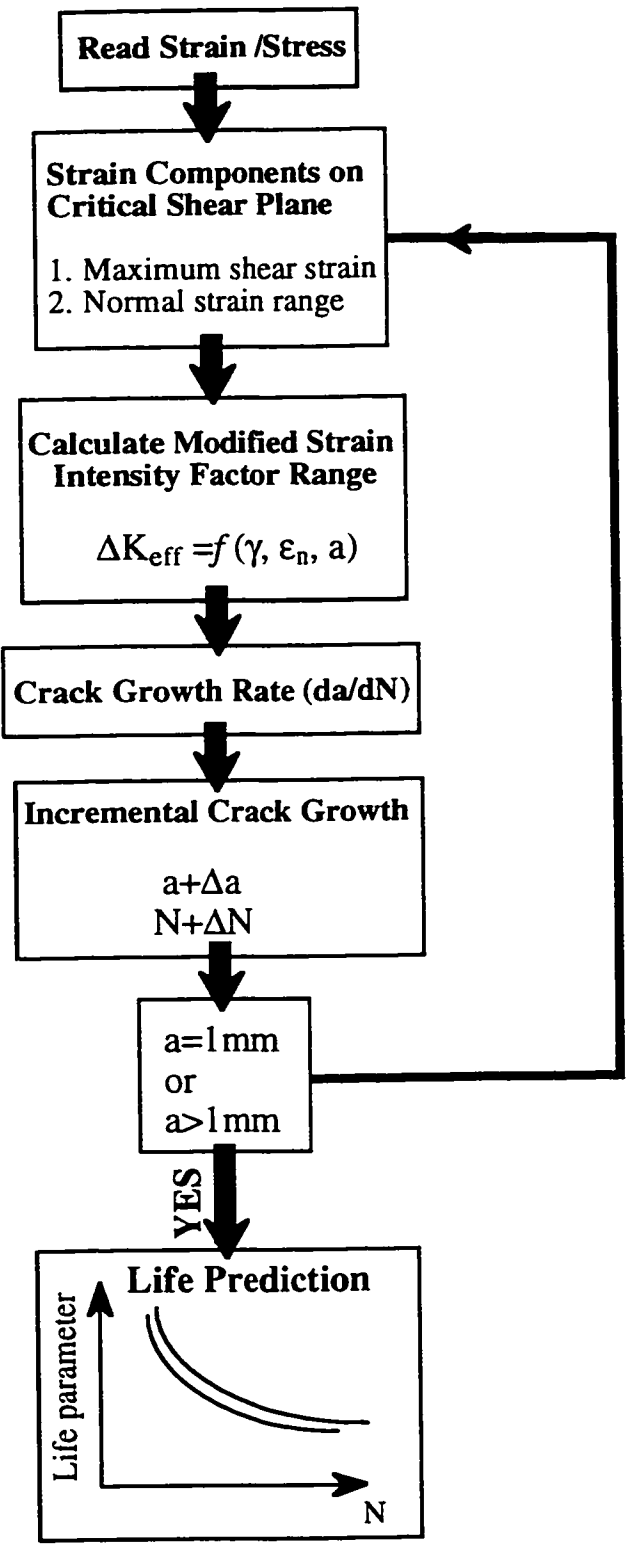 Read Strain /Stress
Strain Components on
Critical Shear Plane
1. Maximum shear strain
2. Normal strain range
Calculate Modified Strain
Intensity Factor Range
ΔK_eff =f (γ, ε_n, a)
Crack Growth Rate (da/dN)
Incremental Crack Growth
a+Δa
N+ΔN
a=1mm
or
a>1mm
YES
Life Prediction
Life parameter
N